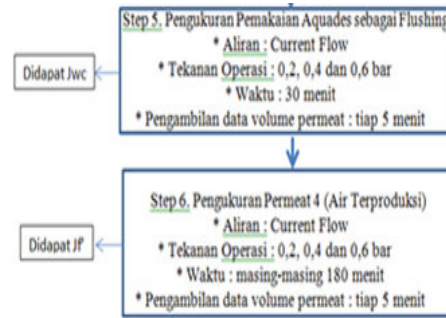 Step 5. Pengukuran Pemakaian Aquades sebagai Flushing
* Aliran : Current Flow
* Tekanan Operasi : 0,2, 0,4 dan 0,6 bar
* Waktu : 30 menit
* Pengambilan data volume permeat : tiap 5 menit
Didapat Jwc
Step 6. Pengukuran Permeat 4 (Air Terproduksi)
* Aliran : Current Flow
* Tekanan Operasi : 0,2, 0,4 dan 0,6 bar
* Waktu : masing-masing 180 menit
* Pengambilan data volume permeat : tiap 5 menit
Didapat Jf'